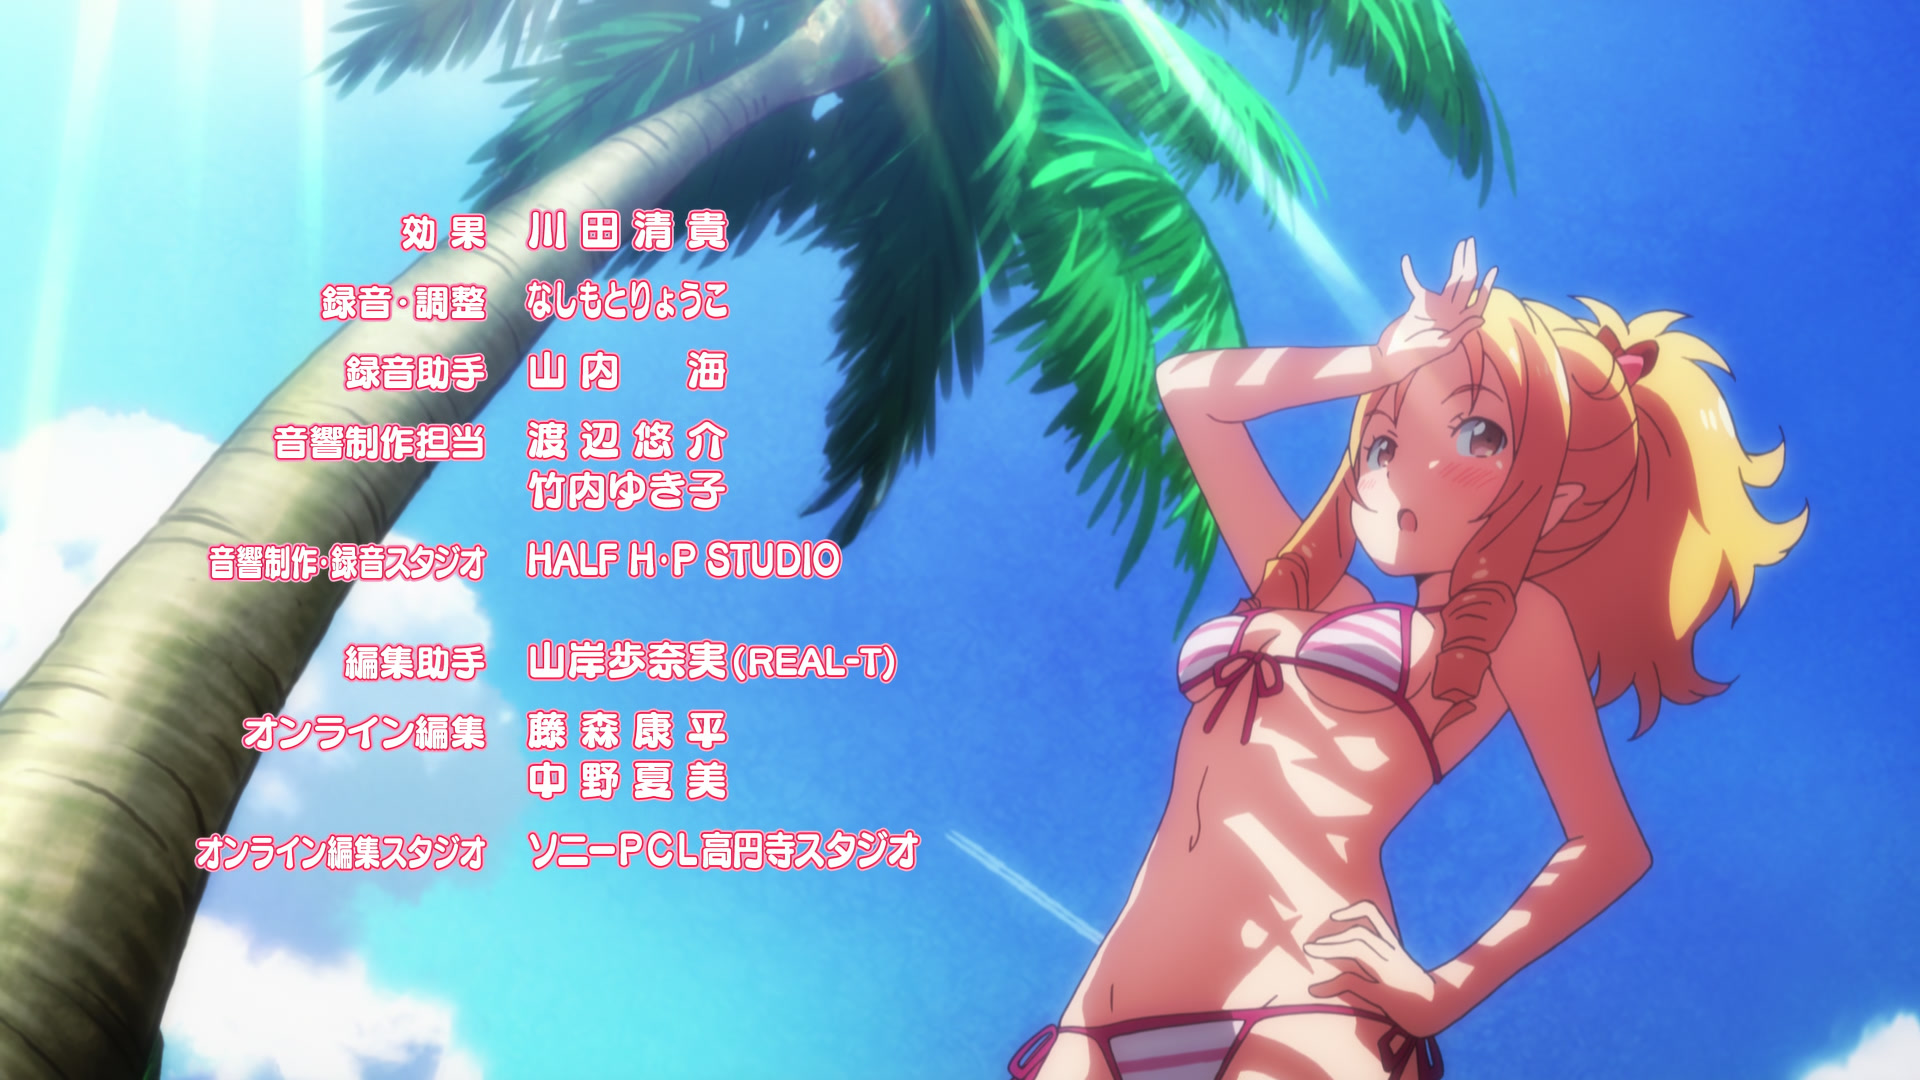 効果 川田清貴
録音・調整 なしもとりょうこ
録音助手 山内 海
音響制作担当 渡辺悠介
竹内ゆき子
音響制作・録音スタジオ HALF H・P STUDIO
編集助手 山岸歩奈実(REAL-T)
オンライン編集 藤森康平
中野夏美
オンライン編集スタジオ ソニーPCL高円寺スタジオ